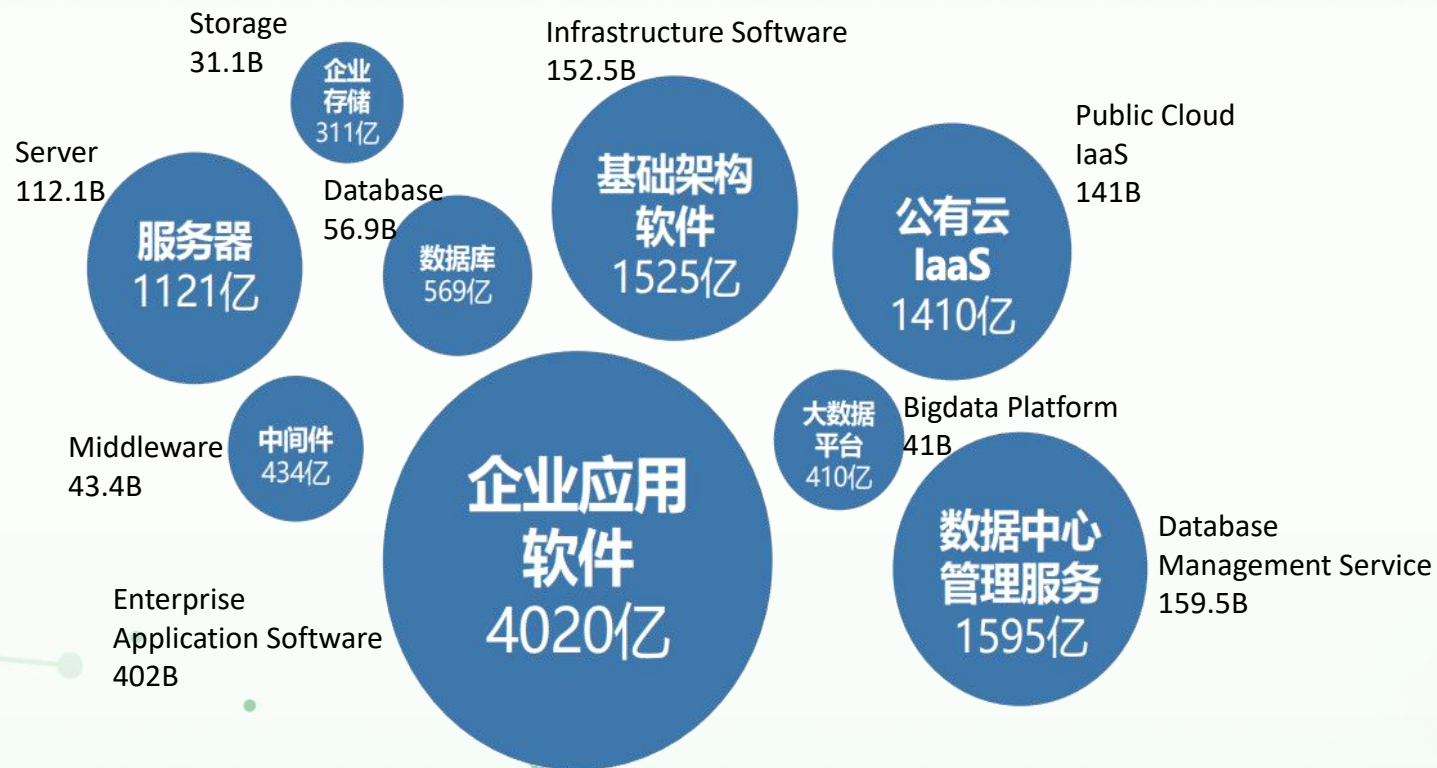 Storage
31.1B
企业
存储
311亿
Infrastructure Software
152.5B
基础架构
软件
1525亿
Public Cloud
IaaS
141B
公有云
IaaS
1410亿
Server
112.1B
服务器
1121亿
Database
56.9B
数据库
569亿
Middleware
43.4B
中间件
434亿
Bigdata Platform
41B
大数据
平台
410亿
Enterprise
Application Software
402B
企业应用
软件
4020亿
数据中心
管理服务
1595亿
Database
Management Service
159.5B